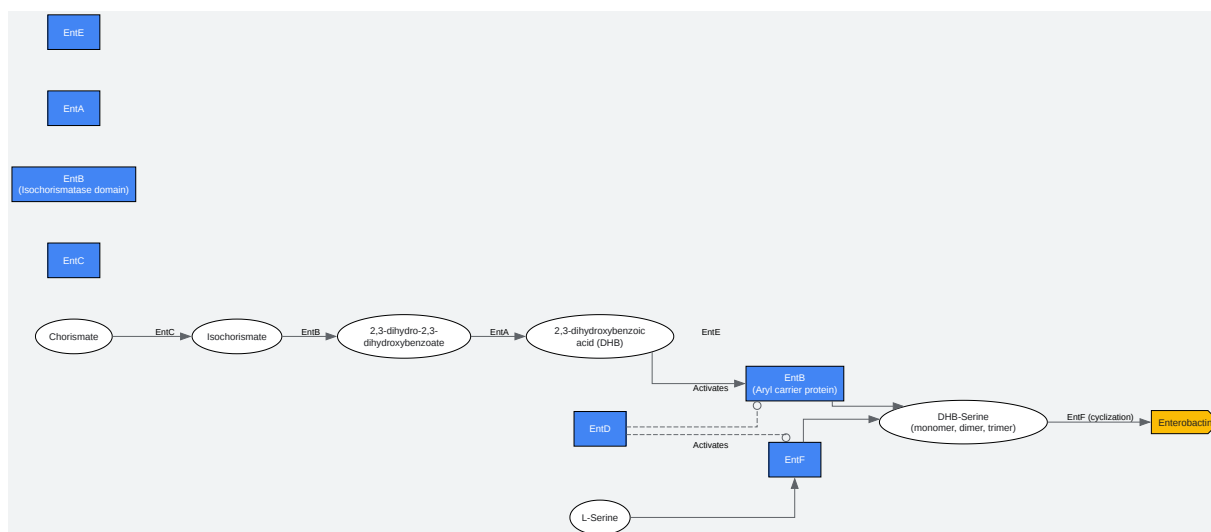 EntE
EntA
EntB
(Isochorismatase domain)
EntC
Chorismate
EntC
Isochorismate
EntB
2,3-dihydro-2,3-
dihydroxybenzoate
EntA
2,3-dihydroxybenzoic
acid (DHB)
EntE
Activates
EntB
(Aryl carrier protein)
EntD
Activates
EntF
DHB-Serine
(monomer, dimer, trimer)
EntF (cyclization)
Enterobactin
L-Serine